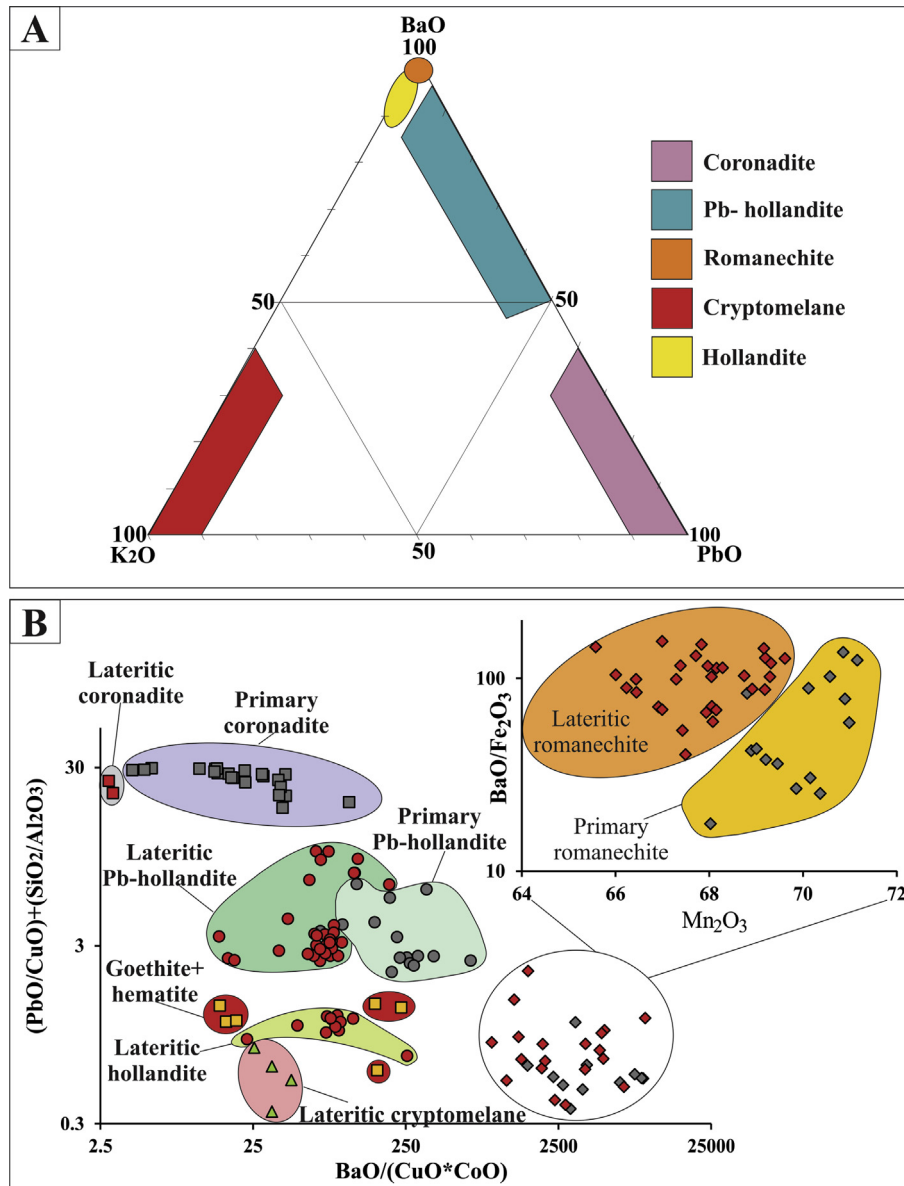 A
BaO
100
Coronadite
Pb- hollandite
Romanechite
Cryptomelane
Hollandite
50
50
100
K2O
50
100
PbO
B
Lateritic
coronadite
Primary
coronadite
Lateritic
Pb-hollandite
Primary
Pb-hollandite
Goethite+
hematite
Lateritic
hollandite
Lateritic cryptomelane
(PbO/CuO)+(SiO2/Al2O3)
30
3
0.3
2.5
25
250
2500
25000
BaO/(CuO*CoO)
BaO/Fe2O3
100
10
Lateritic
romanechite
Primary
romanechite
64
66
68
70
72
Mn2O3